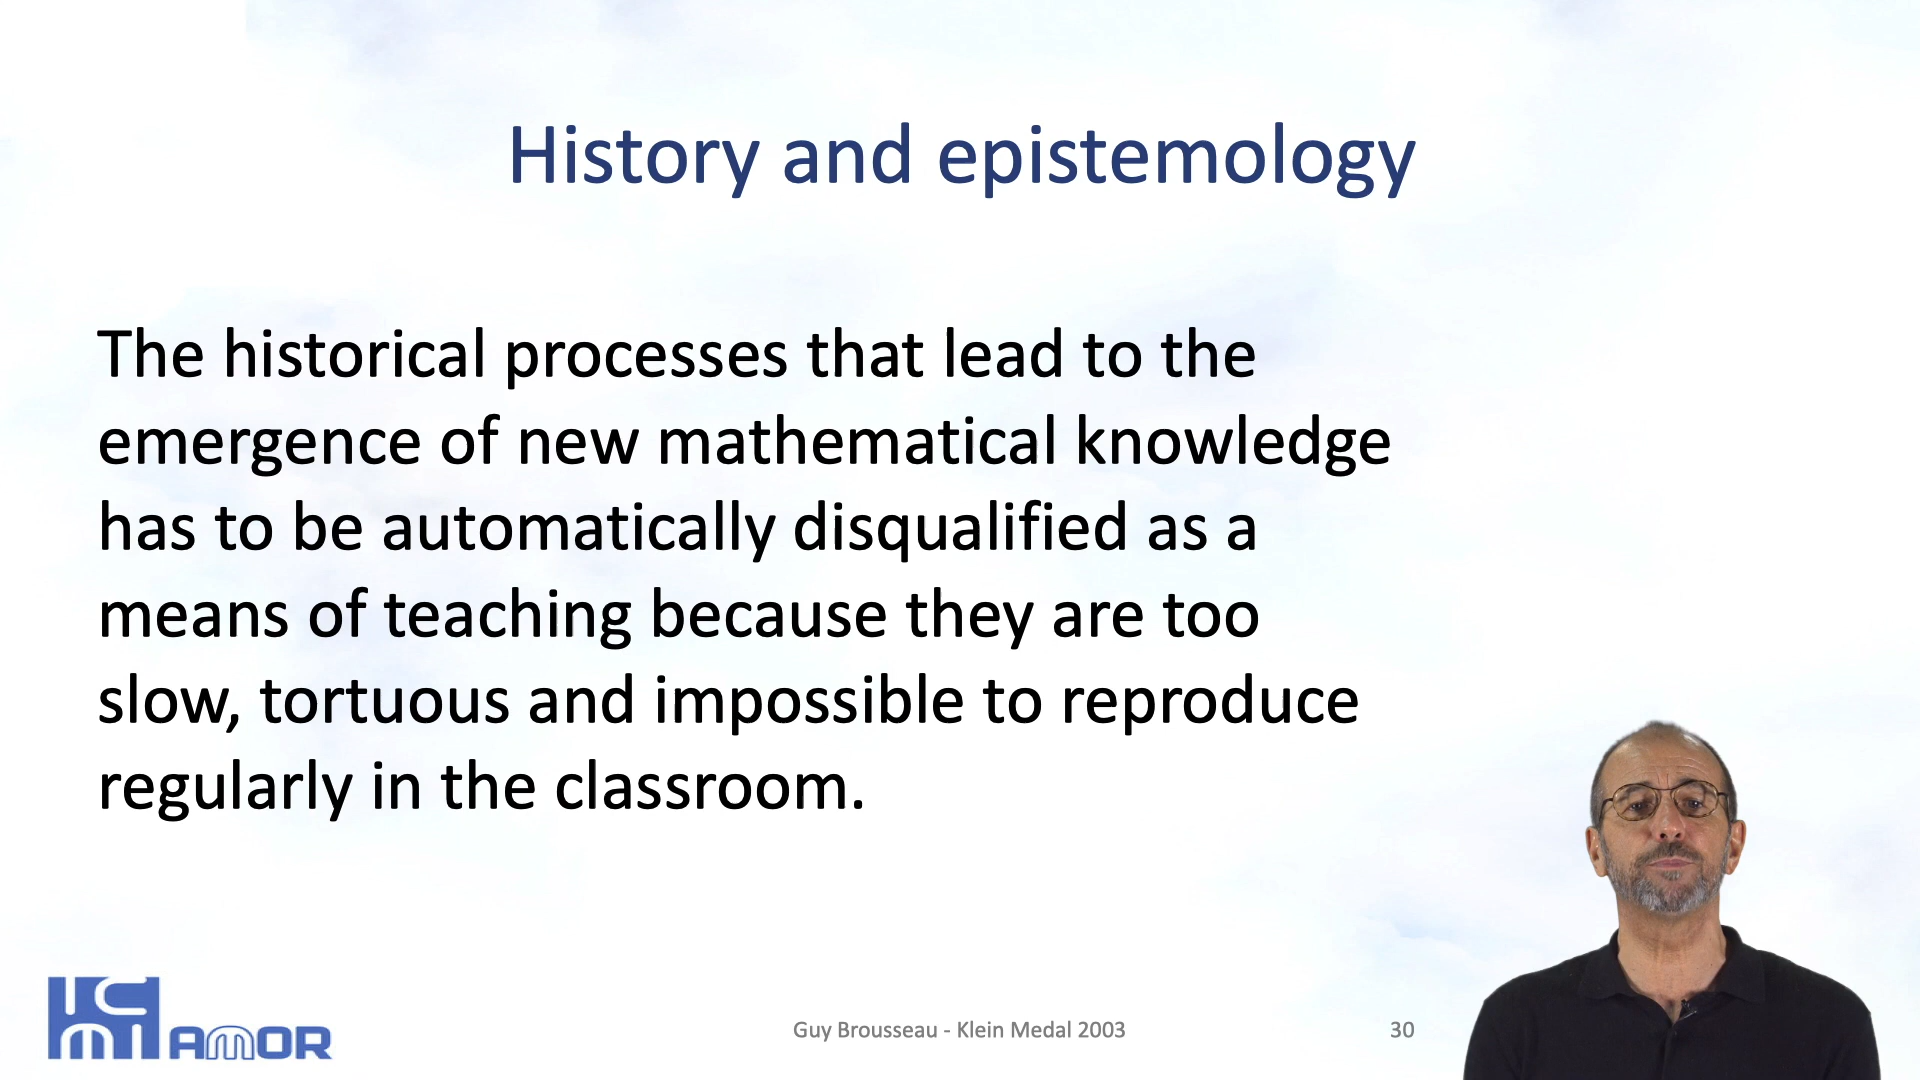 History and epistemology
The historical processes that lead to the
emergence of new mathematical knowledge
has to be automatically disqualified as a
means of teaching because they are too
slow, tortuous and impossible to reproduce
regularly in the classroom.
ICMI AMOR
Guy Brousseau - Klein Medal 2003
30